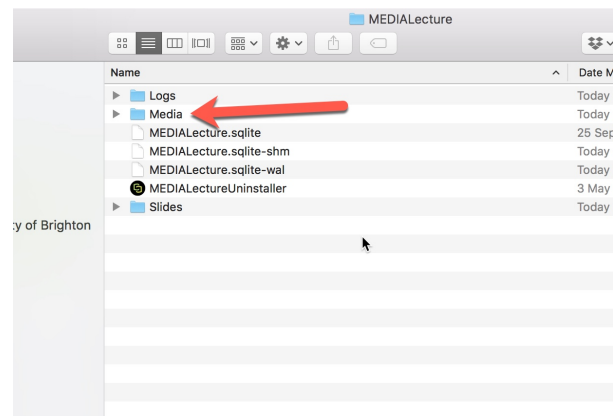 MEDIALecture
Name
Date M
Logs
Today
Media
Today
MEDIALecture.sqlite
25 Sep
MEDIALecture.sqlite-shm
Today
MEDIALecture.sqlite-wal
Today
MEDIALectureUninstaller
3 May
Slides
Today
ty of Brighton